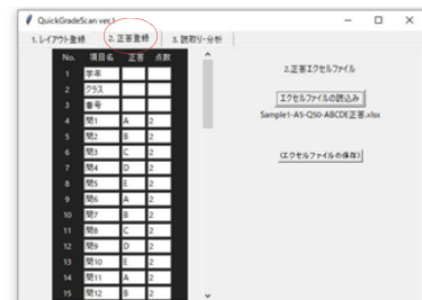 QuickGradeScan ver.1
1. レイアウト登録 2. 正答登録 3. 読取り・分析
No. 項目名 正答 点数
1 学年
2 クラス
3 番号
4 問1 A 2
5 問2 B 2
6 問3 C 2
7 問4 D 2
8 問5 E 2
9 問6 A 2
10 問7 B 2
11 問8 C 2
12 問9 D 2
13 問10 E 2
14 問11 A 2
15 問12 B 2
2.正答エクセルファイル
エクセルファイルの読込み
Sample1-A5-Q50-ABCDE正答.xlsx
(エクセルファイルの保存)